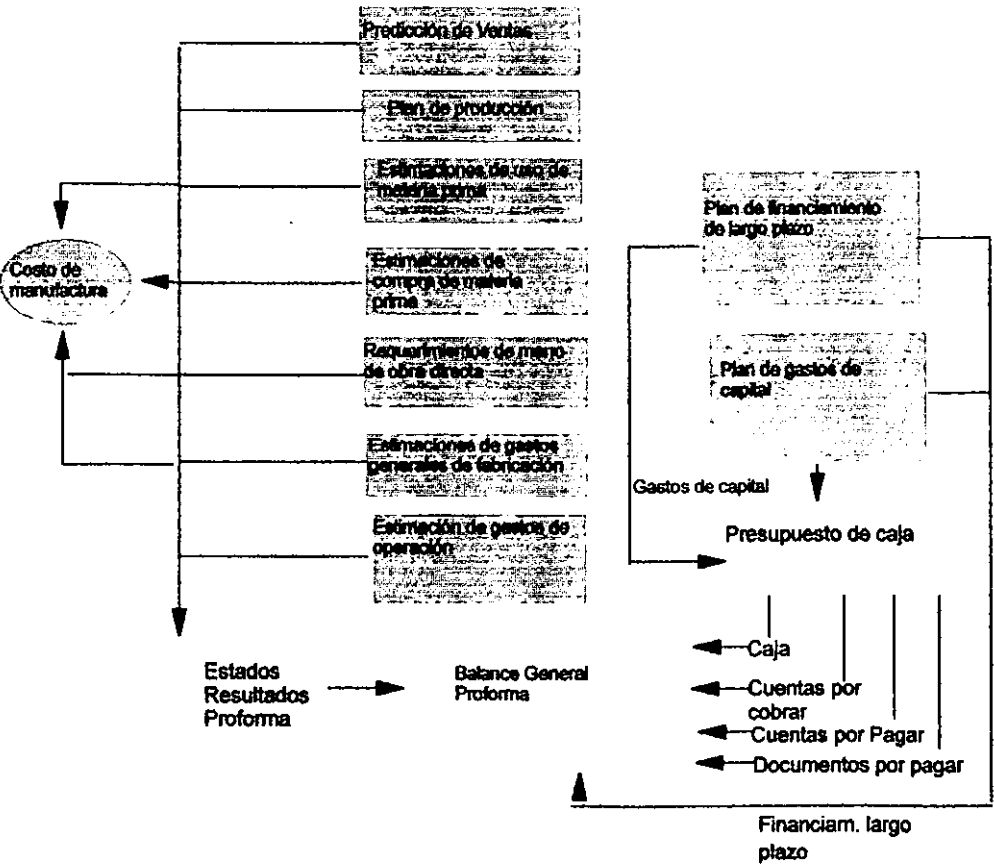 Predicción de Ventas
Plan de producción
Estimaciones de uso de
materia prima
Costo de
manufactura
Estimaciones de
compra de materia
prima
Requerimientos de mano
de obra directa
Estimaciones de gastos
generales de fabricación
Estimación de gastos de
operación
Plan de financiamiento
de largo plazo
Plan de gastos de
capital
Gastos de capital
Presupuesto de caja
Estados
Resultados
Proforma
Balance General
Proforma
Caja
Cuentas por
cobrar
Cuentas por Pagar
Documentos por pagar
Financiam. largo
plazo